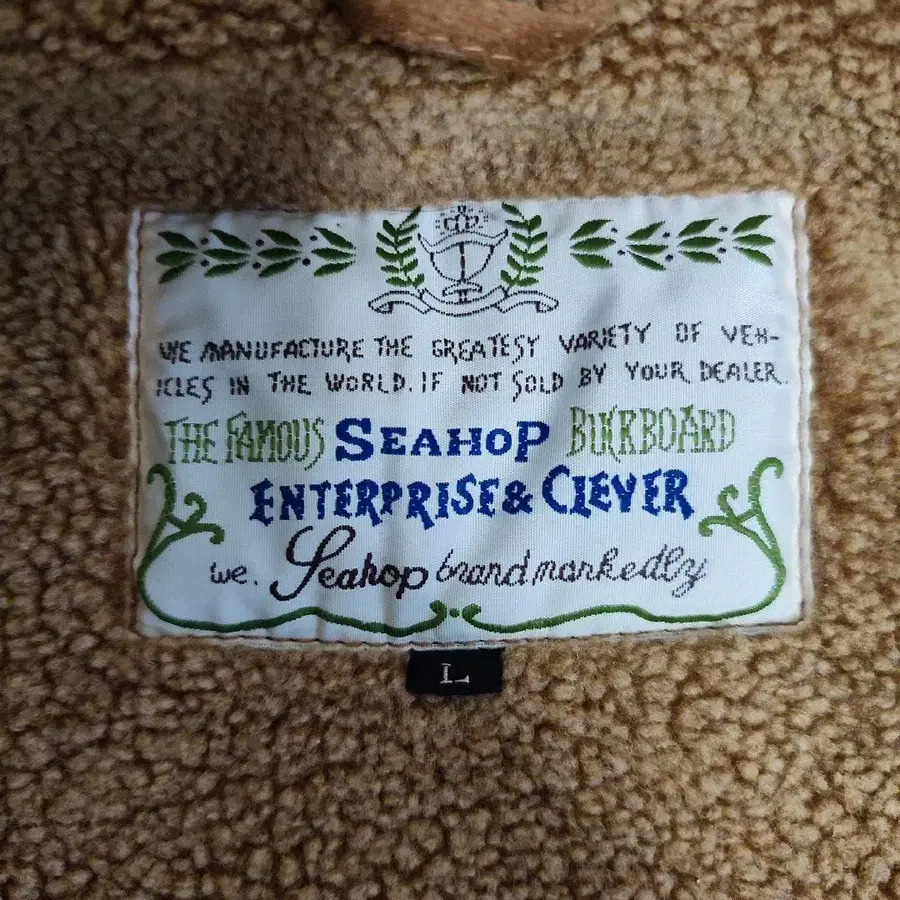 WE MANUFACTURE THE GREATESY VARIETY OF VEH-
ICLES IN THE WORLD. IF NOT SOLD BY YOUR DEALER.
THE FAMOUS SEAHOP BUCKBOARD
ENTERPRISE & CLEVER
we. Seahop brand markedly
L